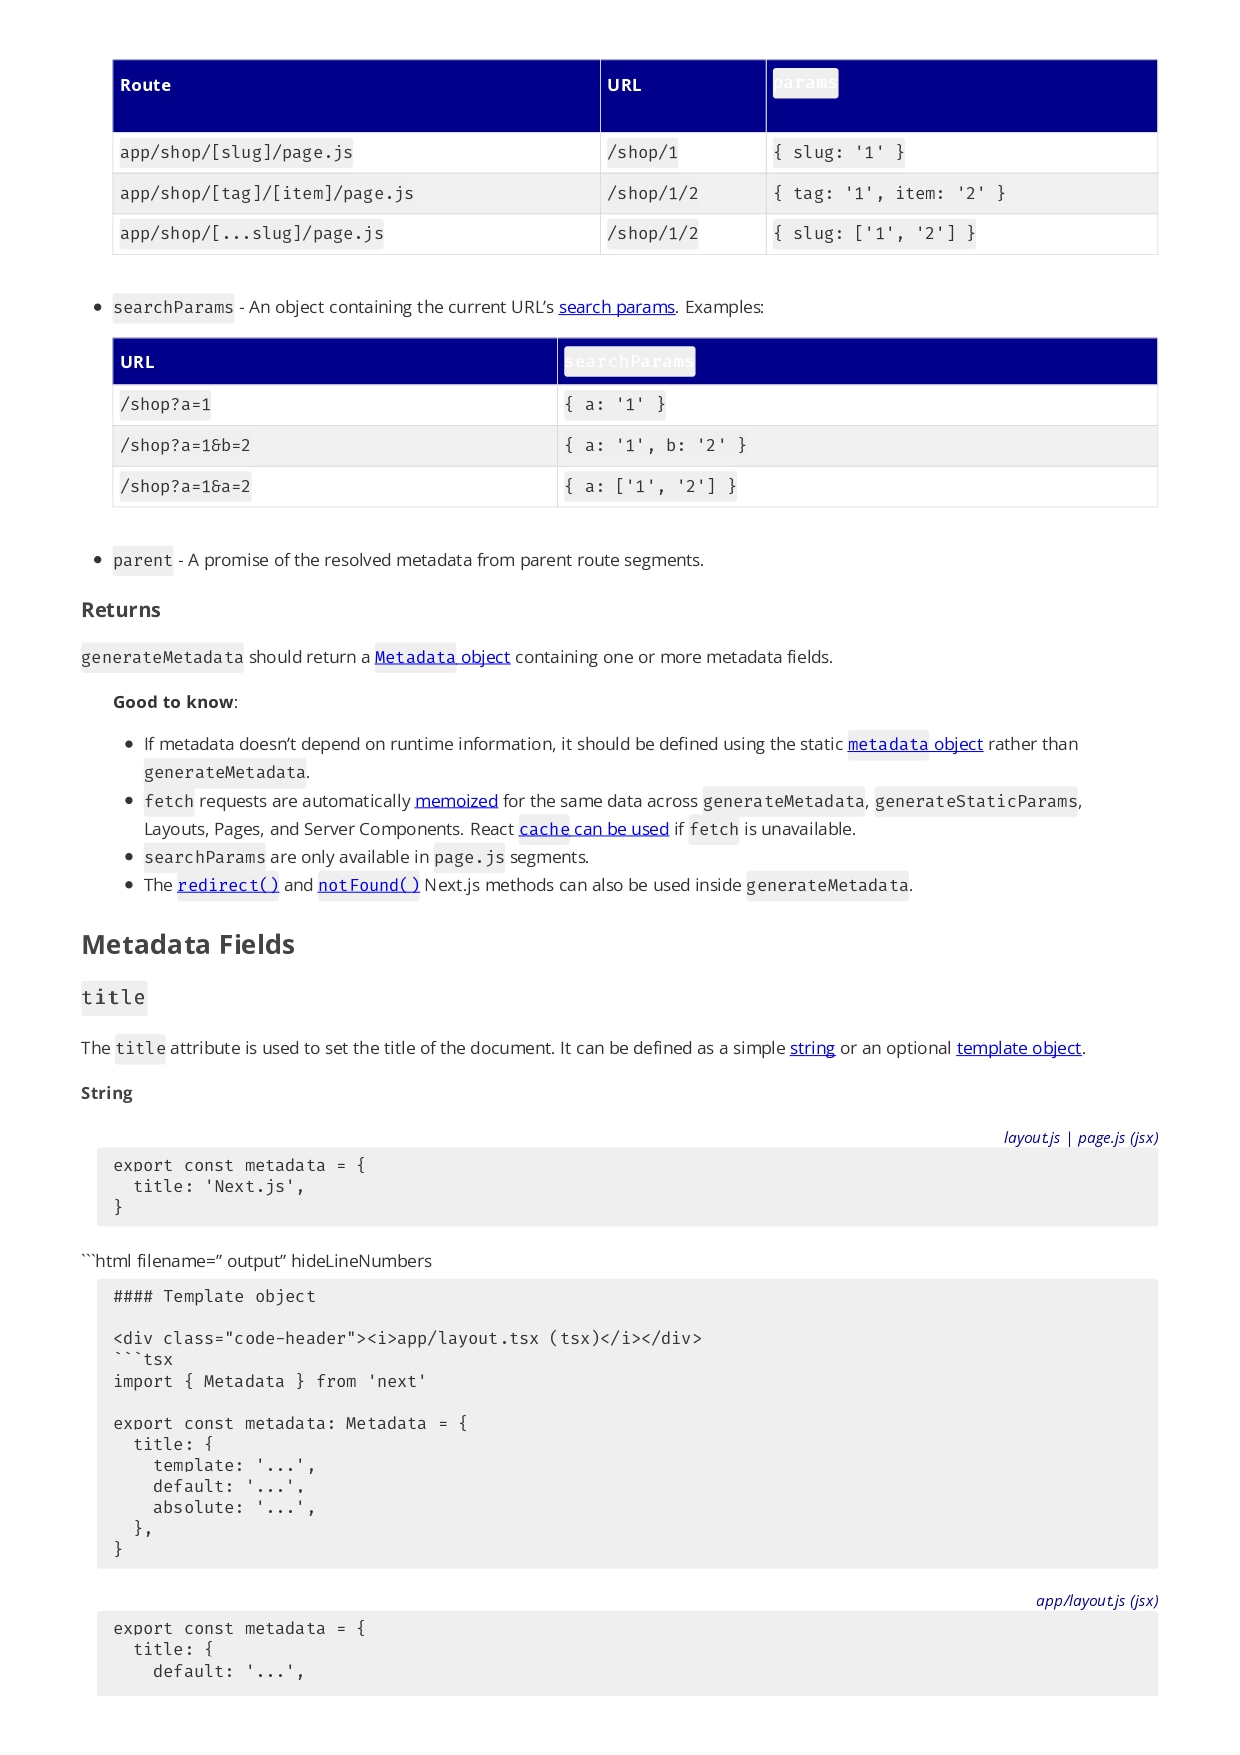 Route URL params
app/shop/[slug]/page.js /shop/1 { slug: '1' }
app/shop/[tag]/[item]/page.js /shop/1/2 { tag: '1', item: '2' }
app/shop/[...slug]/page.js /shop/1/2 { slug: ['1', '2'] }
• searchParams - An object containing the current URL’s search params. Examples:
URL searchParams
/shop?a=1 { a: '1' }
/shop?a=1&b=2 { a: '1', b: '2' }
/shop?a=1&a=2 { a: ['1', '2'] }
• parent - A promise of the resolved metadata from parent route segments.
Returns
generateMetadata should return a Metadata object containing one or more metadata fields.
Good to know:
• If metadata doesn’t depend on runtime information, it should be defined using the static metadata object rather than
generateMetadata.
• fetch requests are automatically memoized for the same data across generateMetadata, generateStaticParams,
Layouts, Pages, and Server Components. React cache can be used if fetch is unavailable.
• searchParams are only available in page.js segments.
• The redirect() and notFound() Next.js methods can also be used inside generateMetadata.
Metadata Fields
title
The title attribute is used to set the title of the document. It can be defined as a simple string or an optional template object.
String
layout.js | page.js (jsx)
export const metadata = {
  title: 'Next.js',
}
```html filename=” output” hideLineNumbers
#### Template object
<div class="code-header"><i>app/layout.tsx (tsx)</i></div>
```tsx
import { Metadata } from 'next'
export const metadata: Metadata = {
  title: {
    template: '...',
    default: '...',
    absolute: '...',
  },
}
app/layout.js (jsx)
export const metadata = {
  title: {
    default: '...',